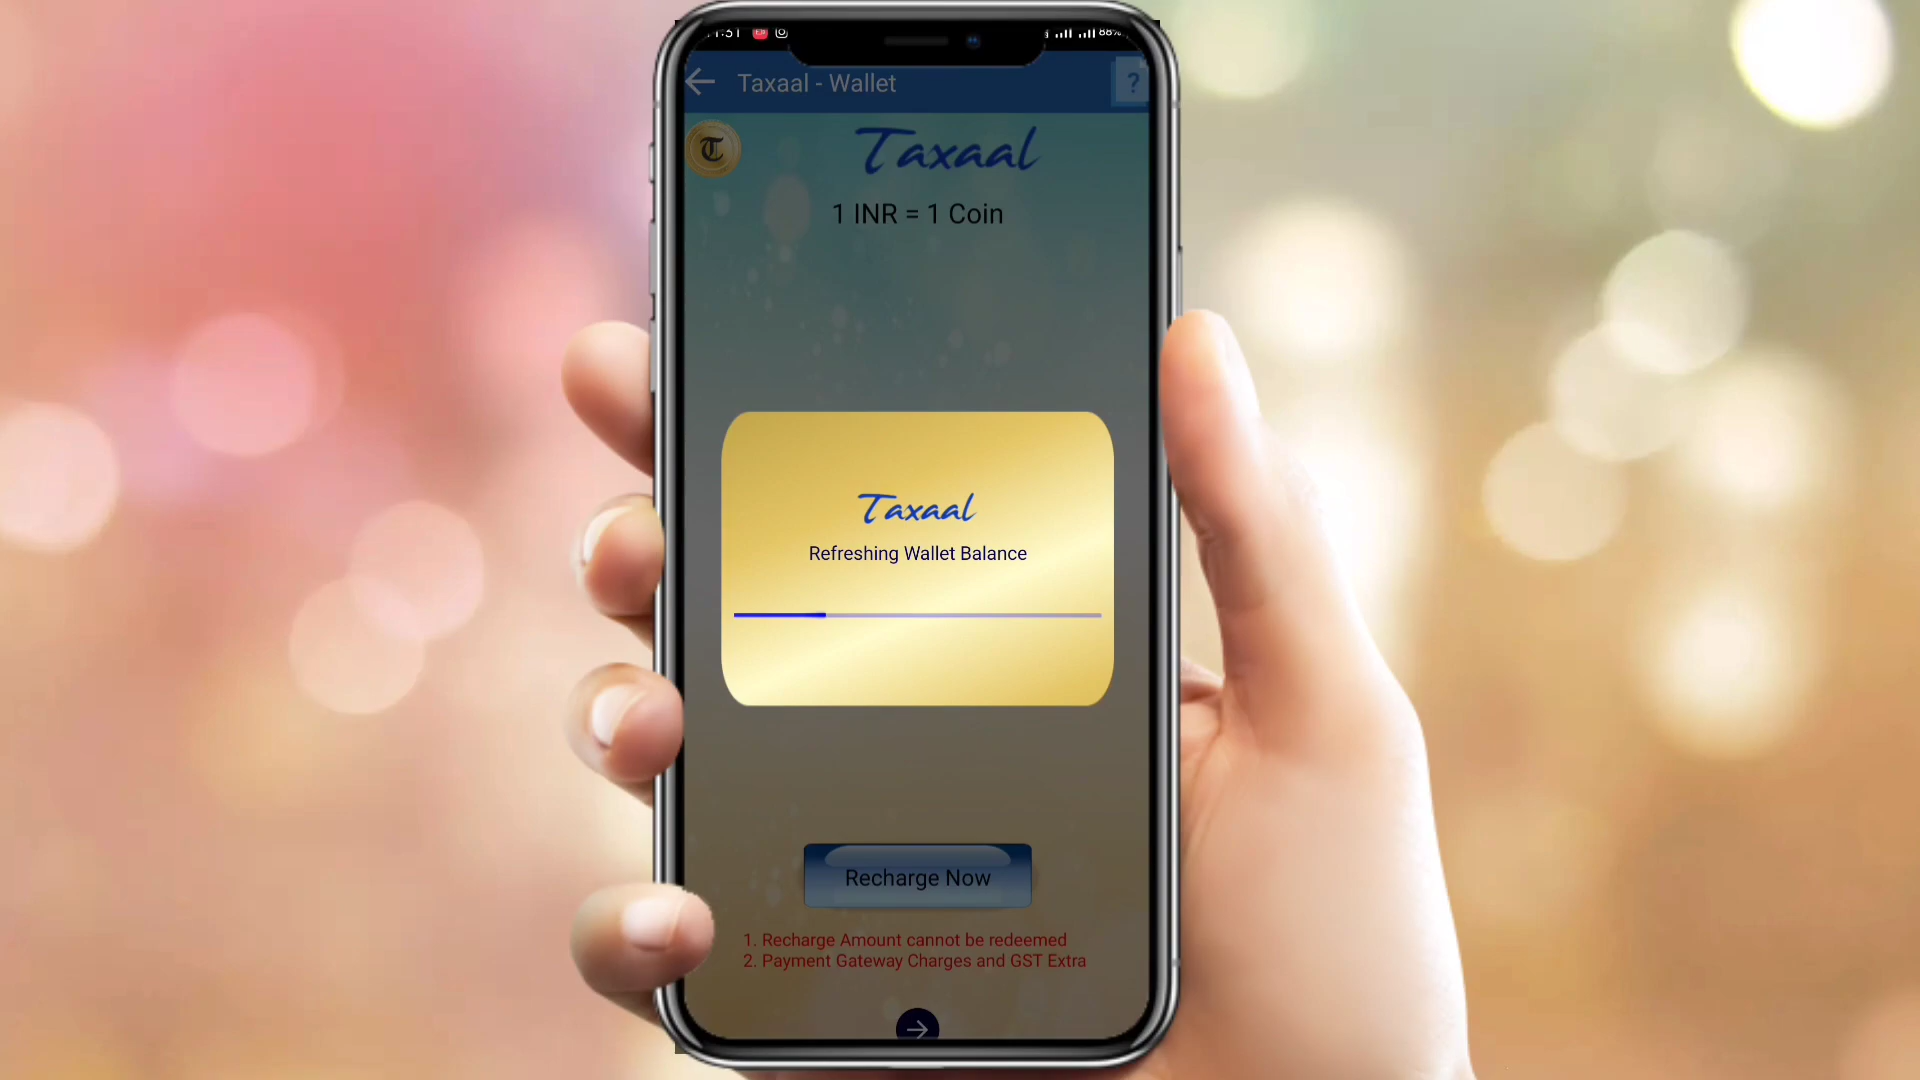 88%
Taxaal - Wallet
?
T
Taxaal
1 INR = 1 Coin
Taxaal
Refreshing Wallet Balance
Recharge Now
1. Recharge Amount cannot be redeemed
2. Payment Gateway Charges and GST Extra